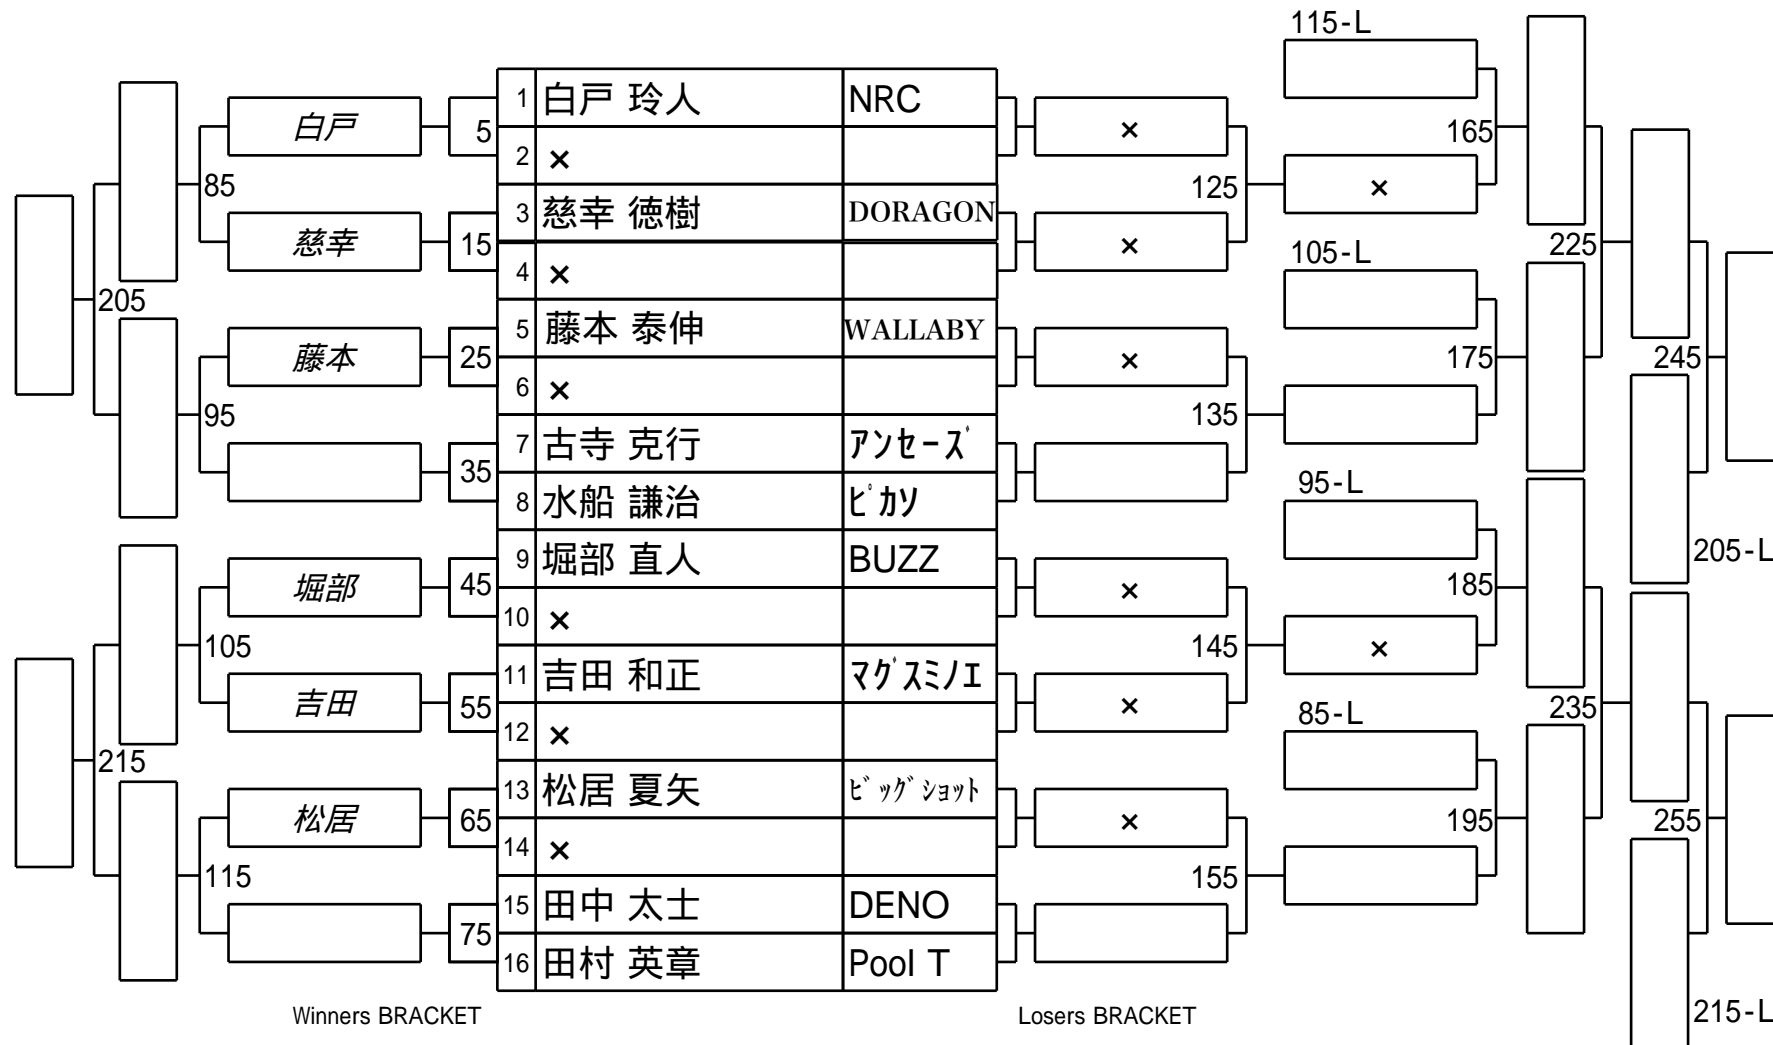 115-L
1 白戸 玲人 NRC
白戸 5 × 165
2 ×
85 125 ×
3 慈幸 徳樹 DORAGON
慈幸 15 × 105-L 225
4 ×
205
5 藤本 泰伸 WALLABY
藤本 25 × 175 245
6 ×
95 135
7 古寺 克行 アンセーズ
35 95-L
8 水船 謙治 ピカソ
9 堀部 直人 BUZZ 205-L
堀部 45 × 185
10 ×
105 145 ×
11 吉田 和正 マグスミノエ
吉田 55 × 85-L 235
12 ×
215
13 松居 夏矢 ビッグショット
松居 65 × 195 255
14 ×
115 155
15 田中 太士 DENO
75
16 田村 英章 Pool T
Winners BRACKET Losers BRACKET 215-L